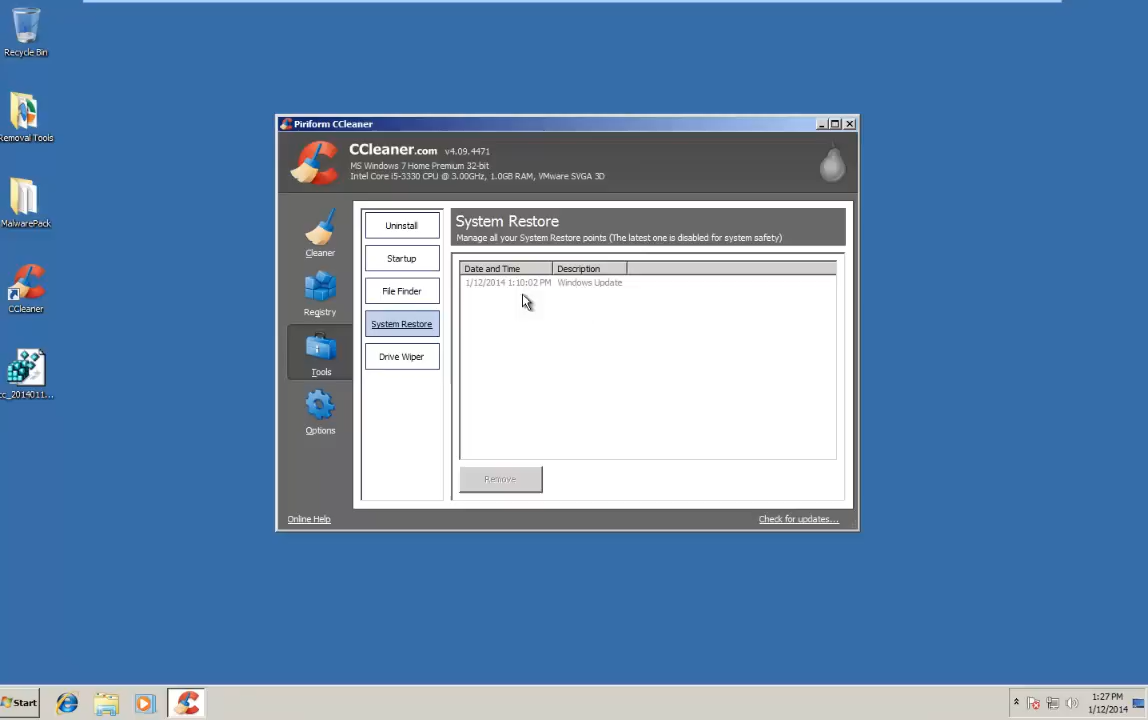 Recycle Bin
Removal Tools
MalwarePack
CCleaner
cc_2014011...
Piriform CCleaner
CCleaner.com v4.09.4471
MS Windows 7 Home Premium 32-bit
Intel Core i5-3330 CPU @ 3.00GHz, 1.0GB RAM, VMware SVGA 3D
Cleaner
Registry
Tools
Options
Uninstall
Startup
File Finder
System Restore
Drive Wiper
System Restore
Manage all your System Restore points (The latest one is disabled for system safety)
Date and Time Description
1/12/2014 1:10:02 PM Windows Update
Remove
Online Help
Check for updates...
Start
1:27 PM
1/12/2014